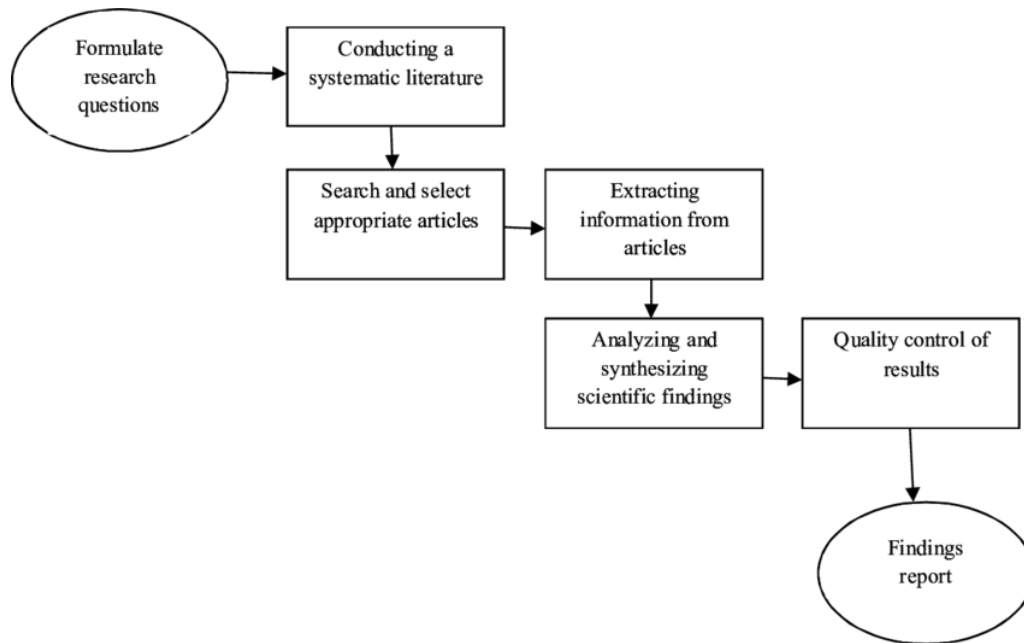 Formulate
research
questions
Conducting a
systematic literature
Search and select
appropriate articles
Extracting
information from
articles
Analyzing and
synthesizing
scientific findings
Quality control of
results
Findings
report